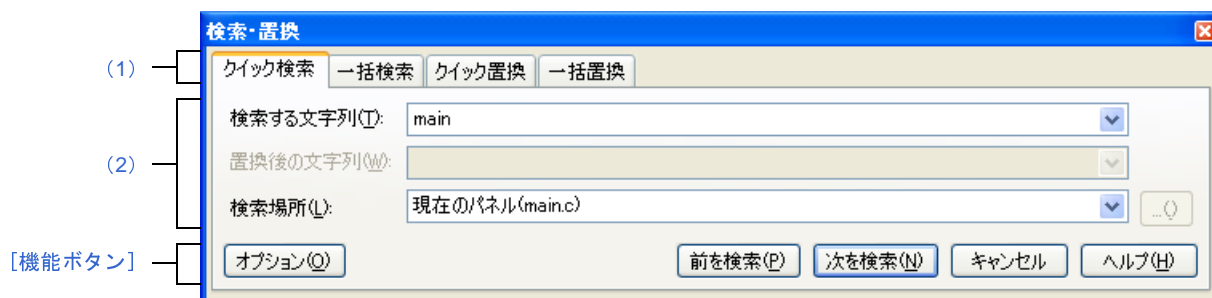 検索・置換
(1)
クイック検索 一括検索 クイック置換 一括置換
検索する文字列(T): main
(2)
置換後の文字列(W):
検索場所(L): 現在のパネル(main.c) ...()
[機能ボタン]
オプション(O) 前を検索(P) 次を検索(N) キャンセル ヘルプ(H)